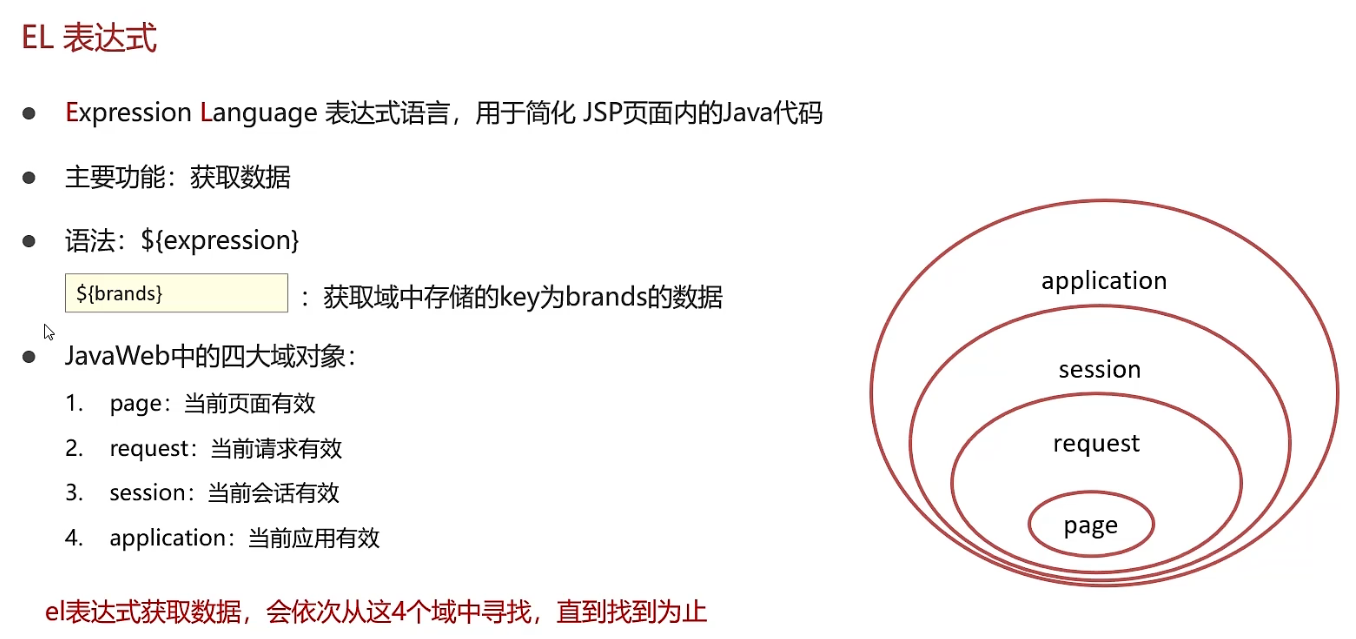 EL 表达式
Expression Language 表达式语言，用于简化 JSP页面内的Java代码
主要功能：获取数据
语法：${expression}
${brands} ：获取域中存储的key为brands的数据
JavaWeb中的四大域对象：
1. page：当前页面有效
2. request：当前请求有效
3. session：当前会话有效
4. application：当前应用有效
el表达式获取数据，会依次从这4个域中寻找，直到找到为止
application
session
request
page